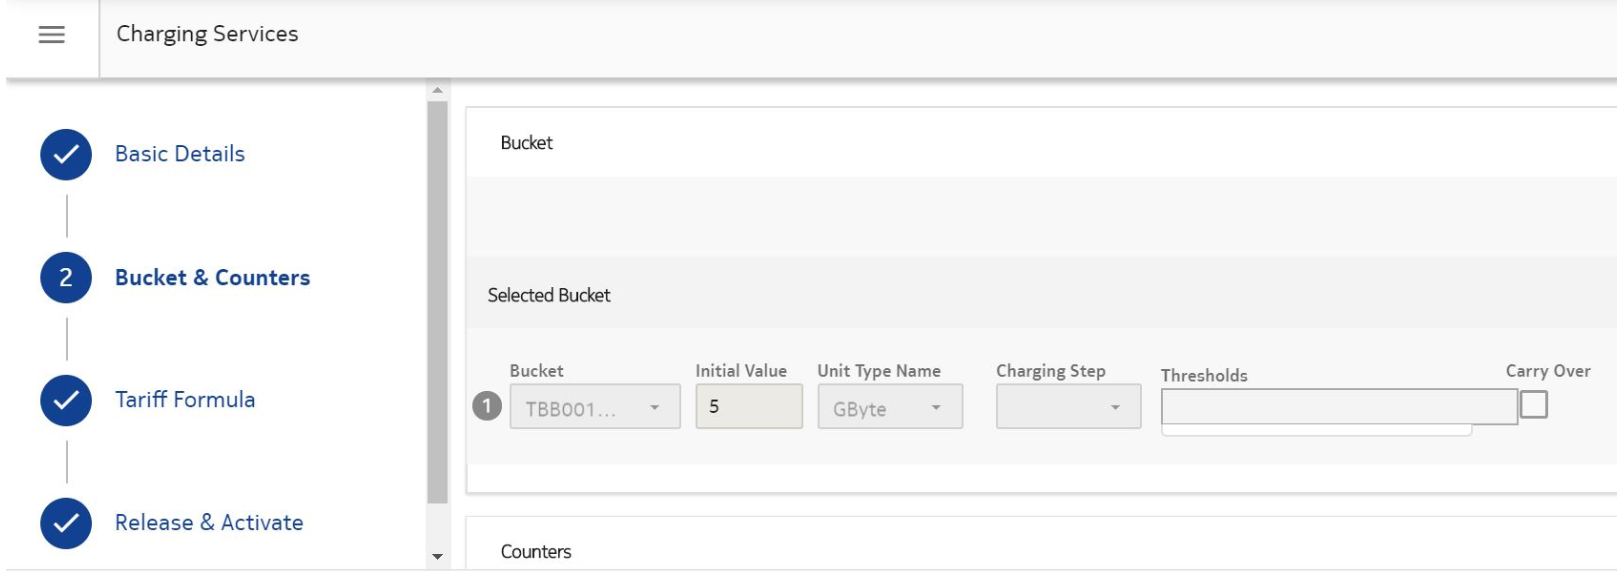 Charging Services
Basic Details
2 Bucket & Counters
Tariff Formula
Release & Activate
Bucket
Selected Bucket
Bucket Initial Value Unit Type Name Charging Step Thresholds Carry Over
1 TBB001... 5 GByte
Counters